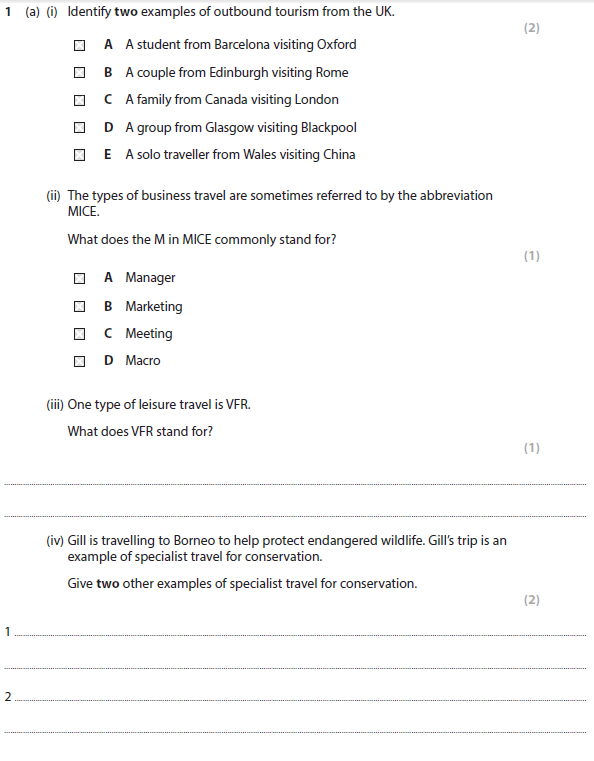 1 (a) (i) Identify two examples of outbound tourism from the UK.
(2)
A A student from Barcelona visiting Oxford
B A couple from Edinburgh visiting Rome
C A family from Canada visiting London
D A group from Glasgow visiting Blackpool
E A solo traveller from Wales visiting China
(ii) The types of business travel are sometimes referred to by the abbreviation
MICE.
What does the M in MICE commonly stand for?
(1)
A Manager
B Marketing
C Meeting
D Macro
(iii) One type of leisure travel is VFR.
What does VFR stand for?
(1)
(iv) Gill is travelling to Borneo to help protect endangered wildlife. Gill's trip is an
example of specialist travel for conservation.
Give two other examples of specialist travel for conservation.
(2)
1
2